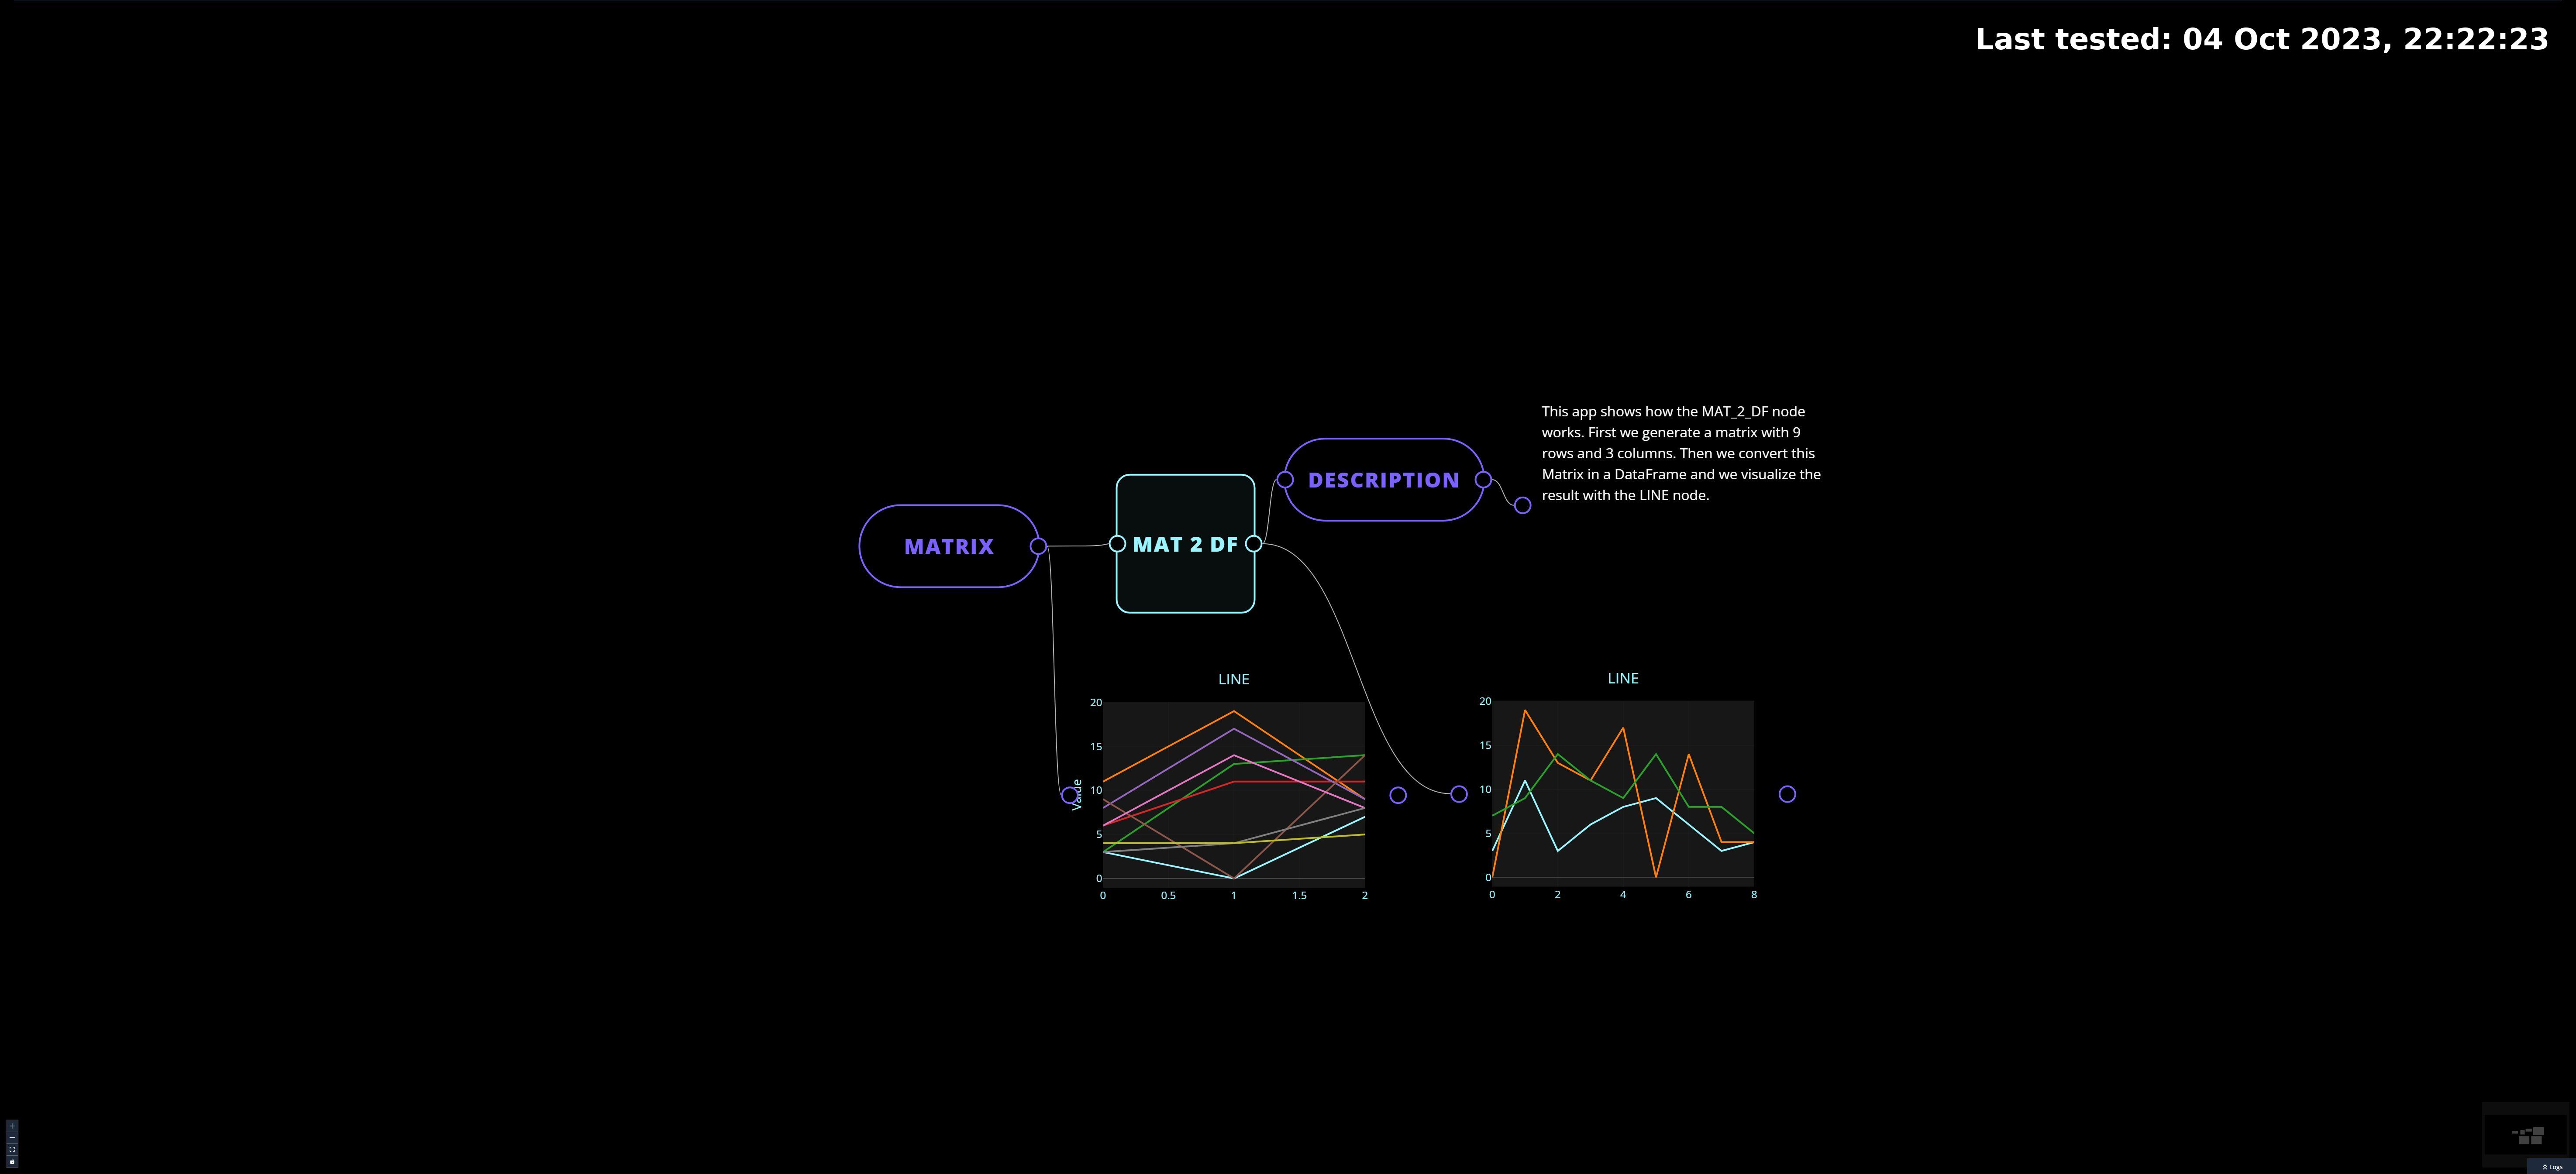 Last tested: 04 Oct 2023, 22:22:23
This app shows how the MAT_2_DF node
works. First we generate a matrix with 9
rows and 3 columns. Then we convert this
Matrix in a DataFrame and we visualize the
result with the LINE node.
DESCRIPTION
MATRIX
MAT 2 DF
LINE
20
15
10
5
0
Value
0 0.5 1 1.5 2
LINE
20
15
10
5
0
0 2 4 6 8
Logs